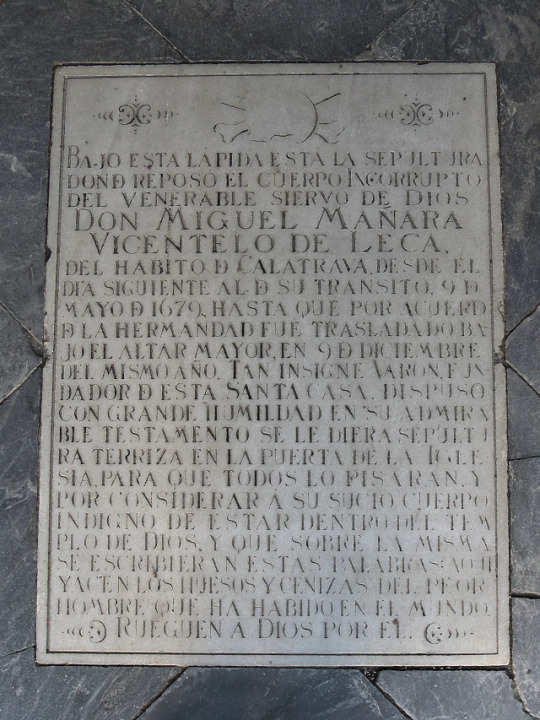 BAJO ESTA LAPIDA ESTA LA SEPULTURA
DOND REPOSO EL CUERPO INCORRUPTO
DEL VENERABLE SIERVO DE DIOS
DON MIGUEL MAÑARA
VICENTELO DE LECA,
DEL HABITO D CALATRAVA, DESDE EL
DIA SIGUIENTE AL D SU TRANSITO, 9 D
MAYO D 1679, HASTA QUE POR ACUERD
D LA HERMANDAD FUE TRASLADADO BA
JO EL ALTAR MAYOR, EN 9 D DICIEMBRE
DEL MISMO AÑO. TAN INSIGNE VARON, FUN
DADOR D ESTA SANTA CASA, DISPUSO
CON GRANDE HUMILDAD EN SU ADMIRA
BLE TESTAMENTO SE LE DIERA SEPULTU
RA TERRIZA EN LA PUERTA DE LA IGLE
SIA, PARA QUE TODOS LO PISARAN, Y
POR CONSIDERAR A SU SUCIO CUERPO
INDIGNO DE ESTAR DENTRO DEL TEM
PLO DE DIOS, Y QUE SOBRE LA MISMA
SE ESCRIBIERAN ESTAS PALABRAS: AQUI
YACEN LOS HUESOS Y CENIZAS DEL PEOR
HOMBRE QUE HA HABIDO EN EL MUNDO.
RUEGUEN A DIOS POR EL.